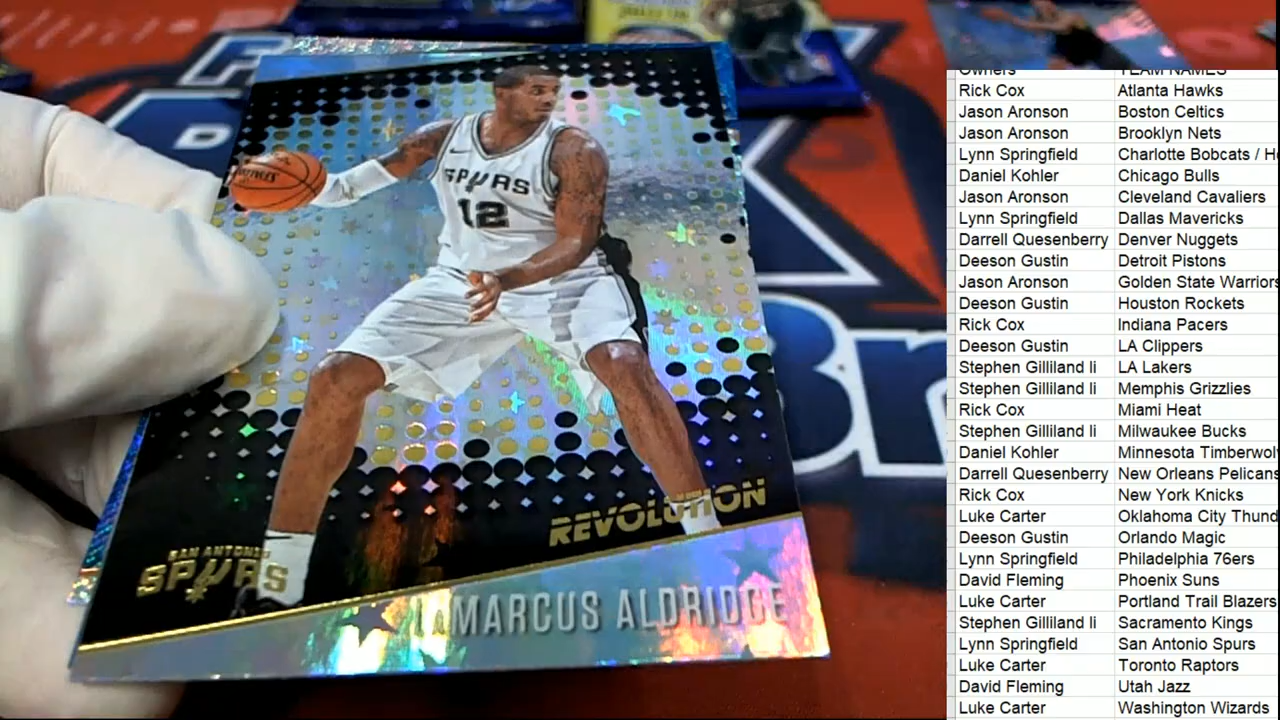 SPURS
12
REVOLUTION
SAN ANTONIO
SPURS
LAMARCUS ALDRIDGE
Owners TEAM NAMES
Rick Cox Atlanta Hawks
Jason Aronson Boston Celtics
Jason Aronson Brooklyn Nets
Lynn Springfield Charlotte Bobcats / H
Daniel Kohler Chicago Bulls
Jason Aronson Cleveland Cavaliers
Lynn Springfield Dallas Mavericks
Darrell Quesenberry Denver Nuggets
Deeson Gustin Detroit Pistons
Jason Aronson Golden State Warriors
Deeson Gustin Houston Rockets
Rick Cox Indiana Pacers
Deeson Gustin LA Clippers
Stephen Gilliland Ii LA Lakers
Stephen Gilliland Ii Memphis Grizzlies
Rick Cox Miami Heat
Stephen Gilliland Ii Milwaukee Bucks
Daniel Kohler Minnesota Timberwol
Darrell Quesenberry New Orleans Pelicans
Rick Cox New York Knicks
Luke Carter Oklahoma City Thund
Deeson Gustin Orlando Magic
Lynn Springfield Philadelphia 76ers
David Fleming Phoenix Suns
Luke Carter Portland Trail Blazers
Stephen Gilliland Ii Sacramento Kings
Lynn Springfield San Antonio Spurs
Luke Carter Toronto Raptors
David Fleming Utah Jazz
Luke Carter Washington Wizards